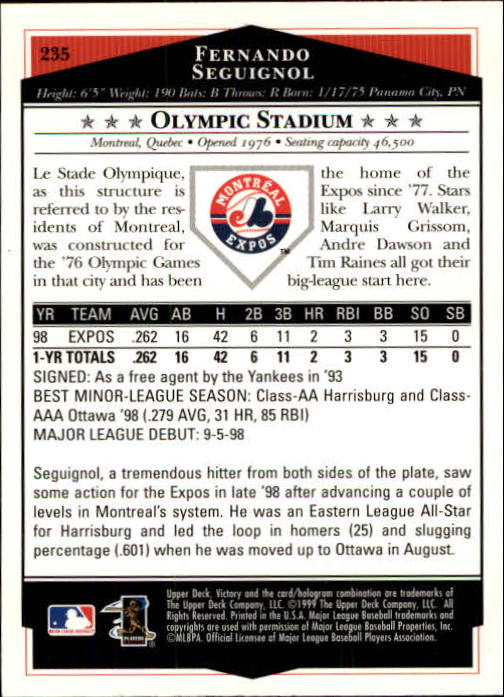 235
FERNANDO
SEGUIGNOL
Height: 6'5" Weight: 190 Bats: B Throws: R Born: 1/17/75 Panama City, PN
★ ★ ★ OLYMPIC STADIUM ★ ★ ★
Montreal, Quebec • Opened 1976 • Seating capacity 46,500
Le Stade Olympique,
as this structure is
referred to by the res-
idents of Montreal,
was constructed for
the '76 Olympic Games
in that city and has been
MONTRÉAL
EXPOS
TM
the home of the
Expos since '77. Stars
like Larry Walker,
Marquis Grissom,
Andre Dawson and
Tim Raines all got their
big-league start here.
YR TEAM AVG AB H 2B 3B HR RBI BB SO SB
98 EXPOS .262 16 42 6 11 2 3 3 15 0
1-YR TOTALS .262 16 42 6 11 2 3 3 15 0
SIGNED: As a free agent by the Yankees in '93
BEST MINOR-LEAGUE SEASON: Class-AA Harrisburg and Class-
AAA Ottawa '98 (.279 AVG, 31 HR, 85 RBI)
MAJOR LEAGUE DEBUT: 9-5-98
Seguignol, a tremendous hitter from both sides of the plate, saw
some action for the Expos in late '98 after advancing a couple of
levels in Montreal's system. He was an Eastern League All-Star
for Harrisburg and led the loop in homers (25) and slugging
percentage (.601) when he was moved up to Ottawa in August.
PLAYERS
Upper Deck, Victory and the card/hologram combination are trademarks of
The Upper Deck Company, LLC. ©1999 The Upper Deck Company, LLC. All
Rights Reserved. Printed in the U.S.A. Major League Baseball trademarks and
copyrights are used with permission of Major League Baseball Properties, Inc.
©MLBPA. Official Licensee of Major League Baseball Players Association.